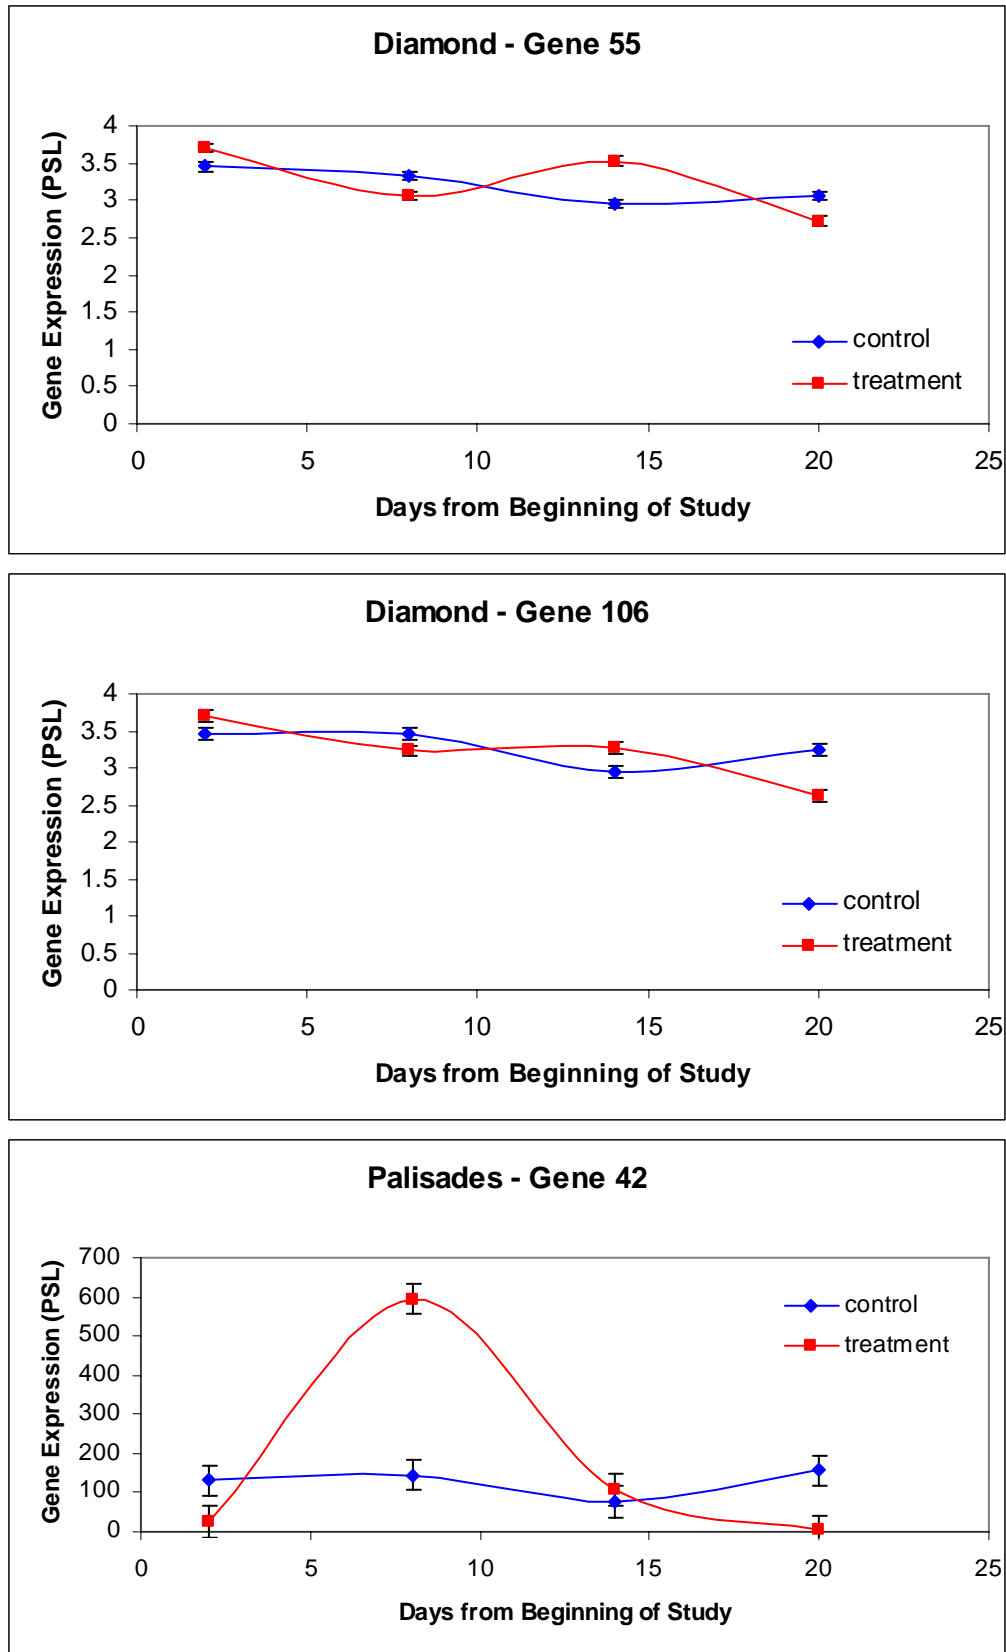 Diamond - Gene 55
Gene Expression (PSL)
4
3.5
3
2.5
2
1.5
1
0.5
0
control
treatment
0 5 10 15 20 25
Days from Beginning of Study
Diamond - Gene 106
Gene Expression (PSL)
4
3.5
3
2.5
2
1.5
1
0.5
0
control
treatment
0 5 10 15 20 25
Days from Beginning of Study
Palisades - Gene 42
Gene Expression (PSL)
700
600
500
400
300
200
100
0
control
treatment
0 5 10 15 20 25
Days from Beginning of Study